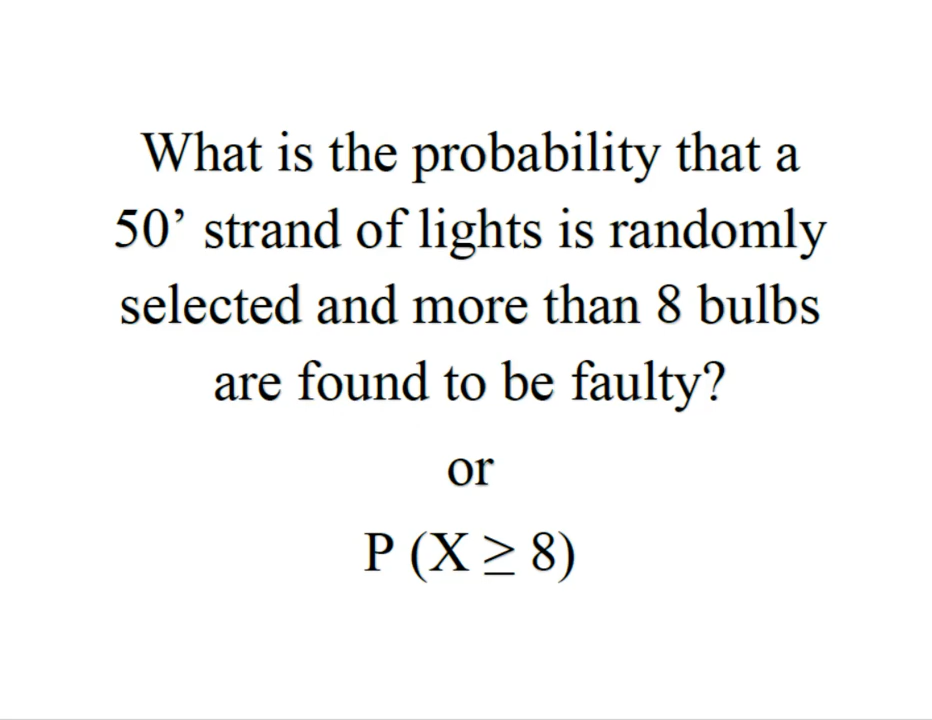 What is the probability that a
50’ strand of lights is randomly
selected and more than 8 bulbs
are found to be faulty?
or
P (X ≥ 8)